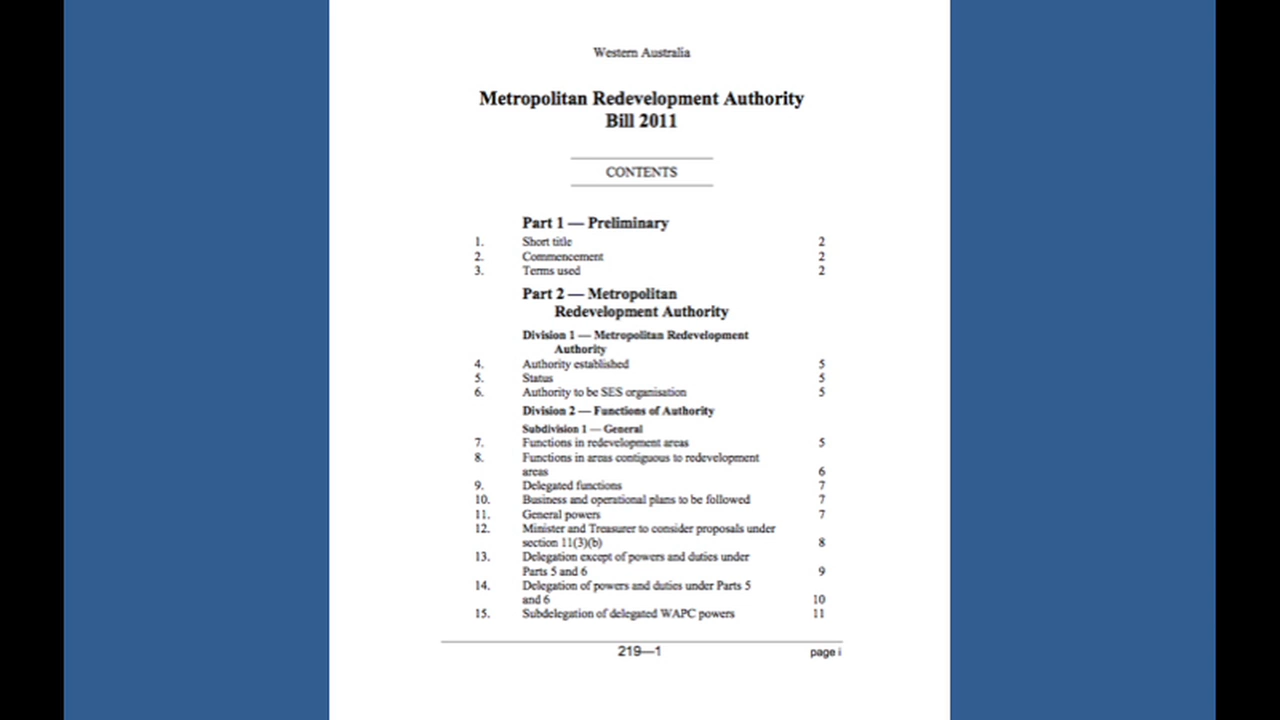 Western Australia
Metropolitan Redevelopment Authority
Bill 2011
CONTENTS
Part 1 — Preliminary
1. Short title 2
2. Commencement 2
3. Terms used 2
Part 2 — Metropolitan
Redevelopment Authority
Division 1 — Metropolitan Redevelopment
Authority
4. Authority established 5
5. Status 5
6. Authority to be SES organisation 5
Division 2 — Functions of Authority
Subdivision 1 — General
7. Functions in redevelopment areas 5
8. Functions in areas contiguous to redevelopment
areas 6
9. Delegated functions 7
10. Business and operational plans to be followed 7
11. General powers 7
12. Minister and Treasurer to consider proposals under
section 11(3)(b) 8
13. Delegation except of powers and duties under
Parts 5 and 6 9
14. Delegation of powers and duties under Parts 5
and 6 10
15. Subdelegation of delegated WAPC powers 11
219—1 page i